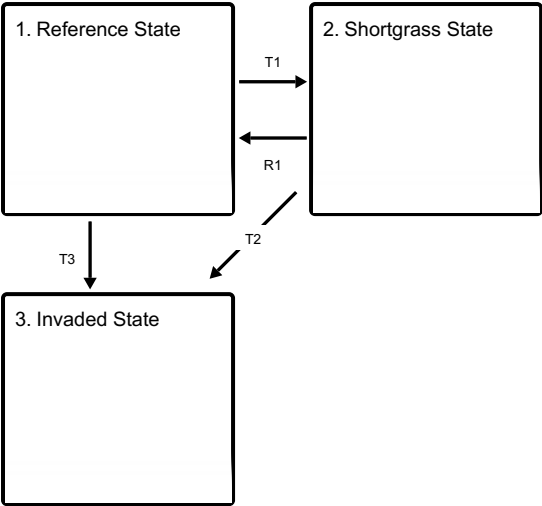 1. Reference State
2. Shortgrass State
T1
R1
T2
T3
3. Invaded State